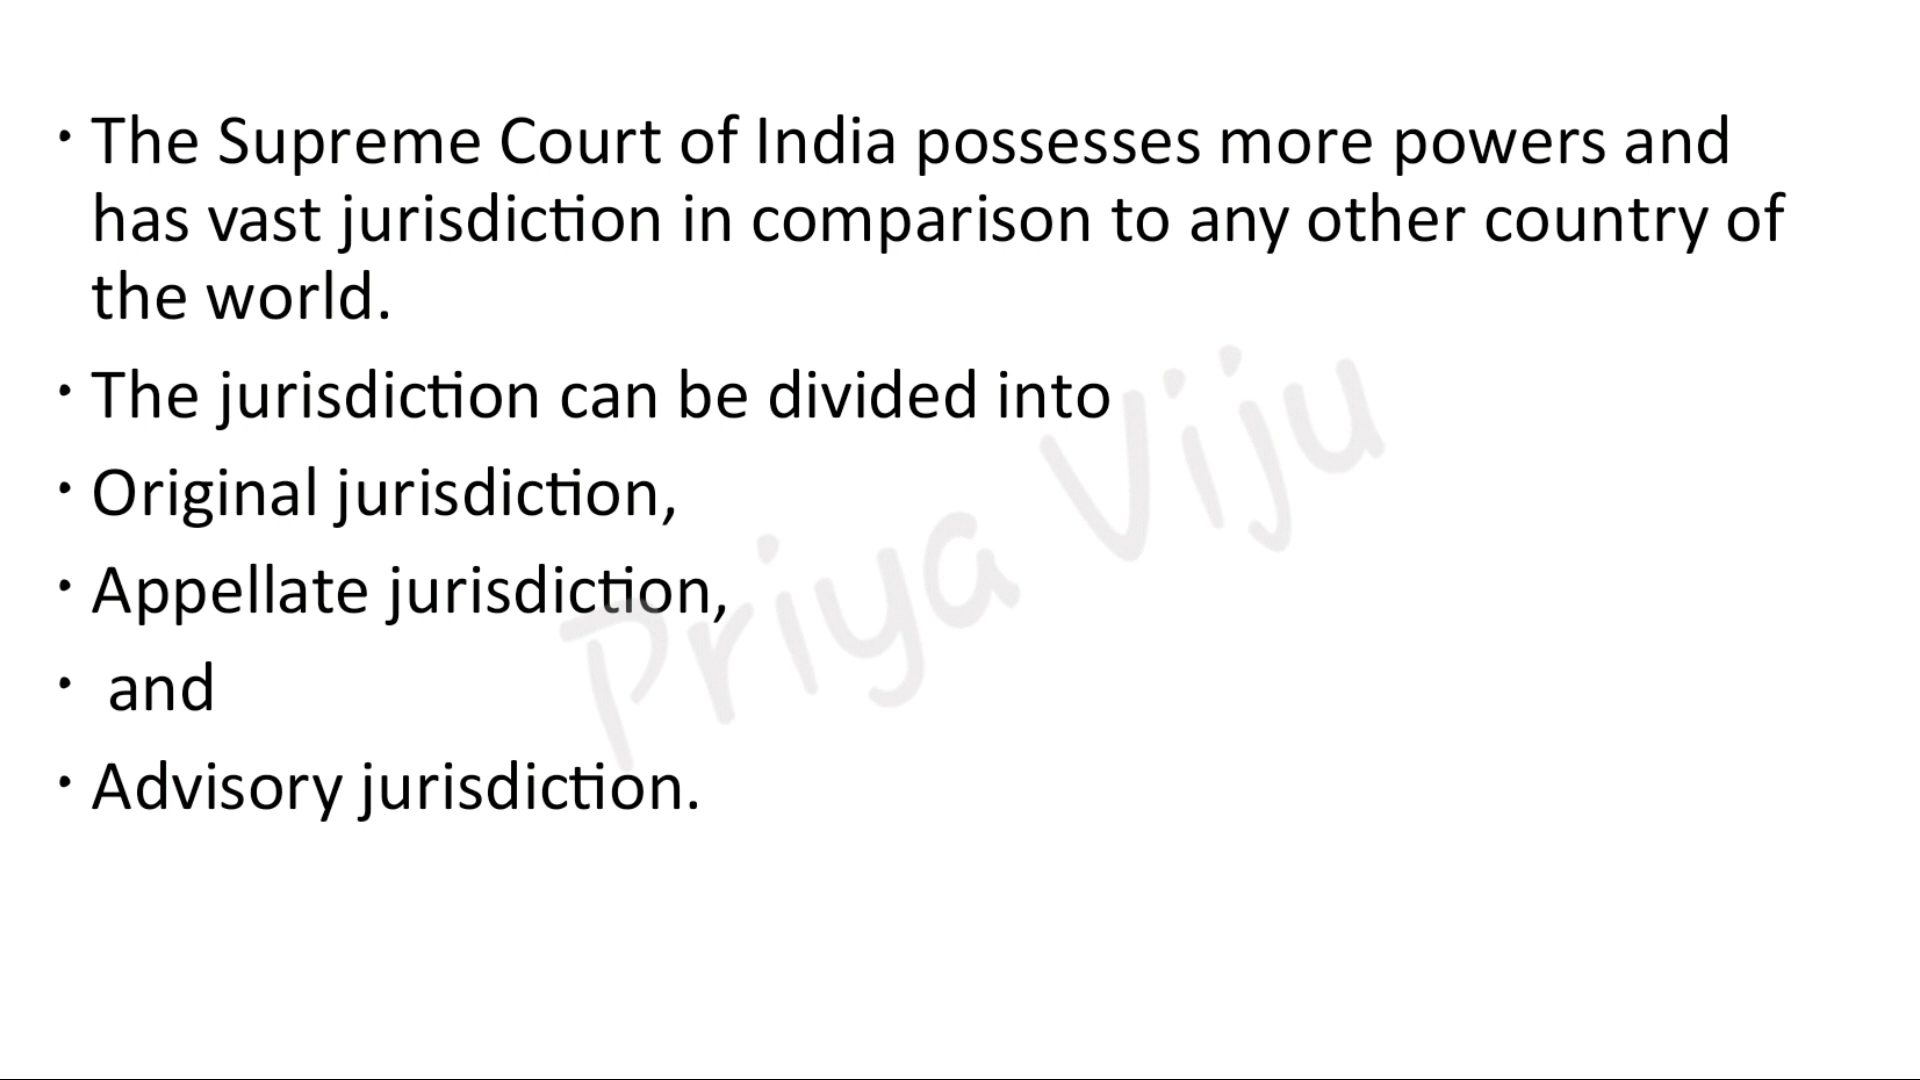 • The Supreme Court of India possesses more powers and
has vast jurisdiction in comparison to any other country of
the world.
• The jurisdiction can be divided into
• Original jurisdiction,
• Appellate jurisdiction,
• and
• Advisory jurisdiction.
Priya Viju